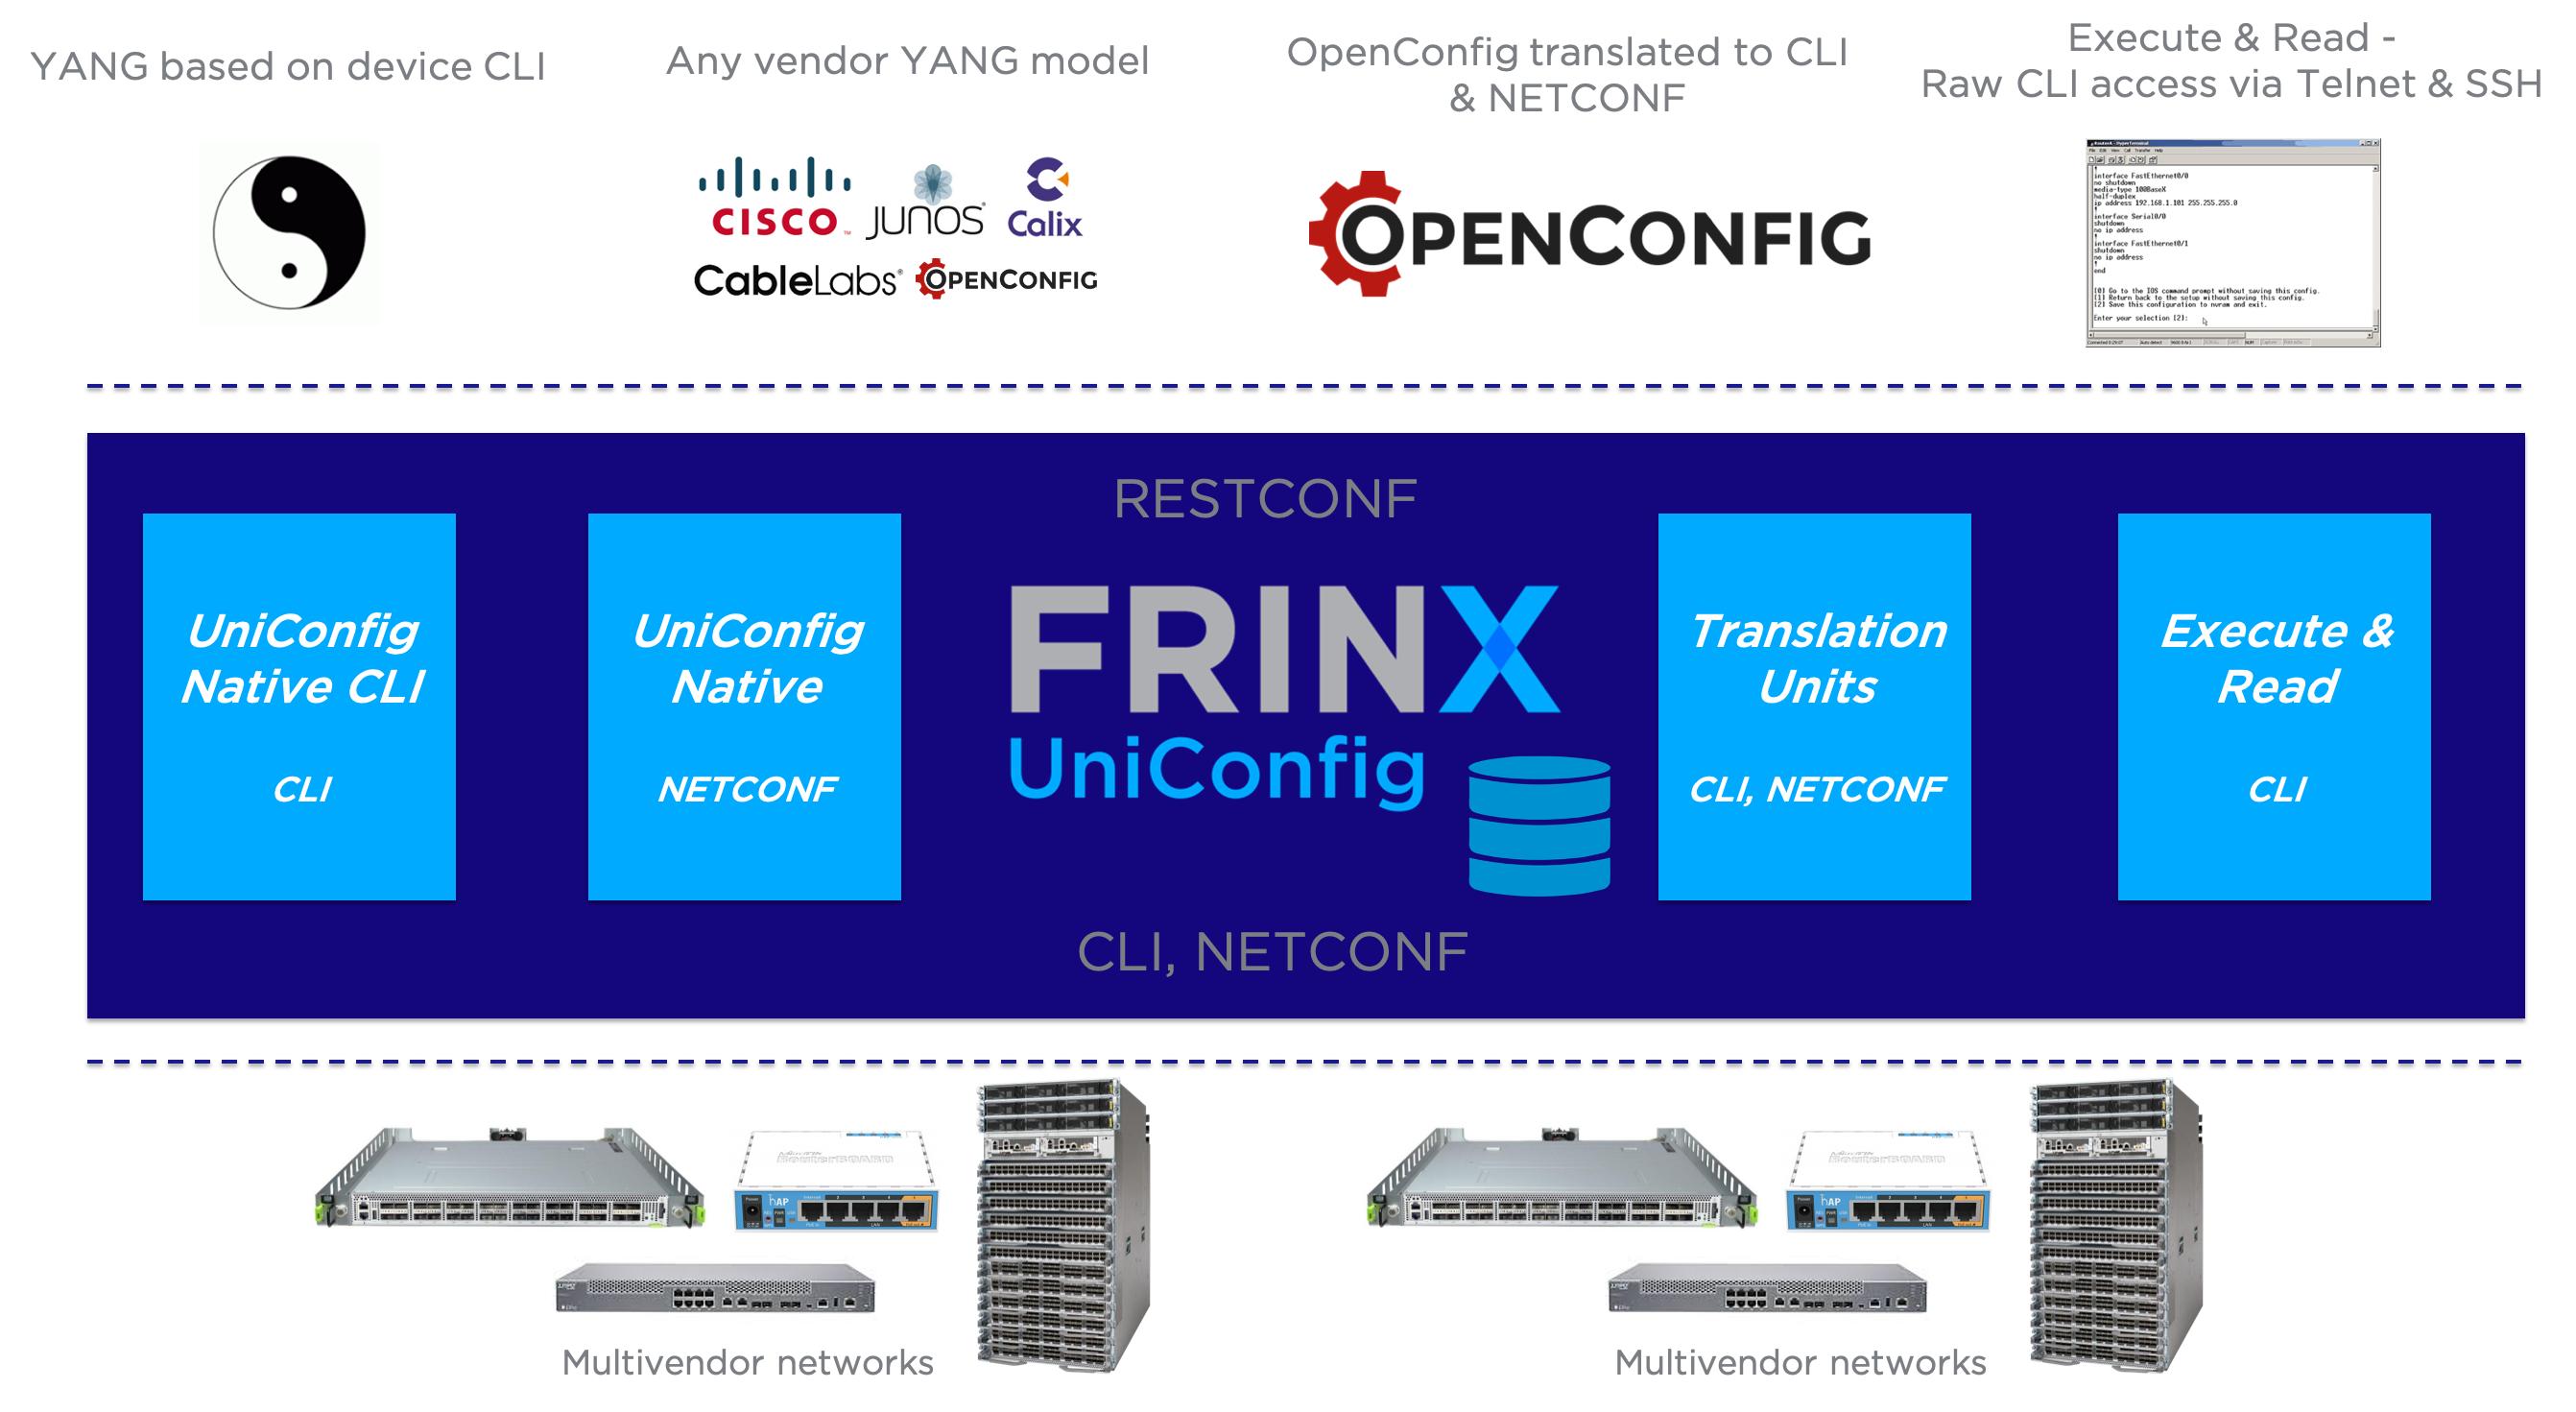 YANG based on device CLI
Any vendor YANG model
OpenConfig translated to CLI
& NETCONF
Execute & Read -
Raw CLI access via Telnet & SSH
CISCO
JUNOS
Calix
CableLabs
OPENCONFIG
OPENCONFIG
interface FastEthernet0/0
no shutdown
media-type 100BaseX
half-duplex
ip address 192.168.1.101 255.255.255.0
!
interface Serial0/0
shutdown
no ip address
!
interface FastEthernet0/1
shutdown
no ip address
!
end
[0] Go to the IOS command prompt without saving this config.
[1] Return back to the setup without saving this config.
[2] Save this configuration to nvram and exit.
Enter your selection [2]:
RESTCONF
UniConfig
Native CLI
CLI
UniConfig
Native
NETCONF
FRINX
UniConfig
Translation
Units
CLI, NETCONF
Execute &
Read
CLI
CLI, NETCONF
hAP
hAP
Multivendor networks
Multivendor networks